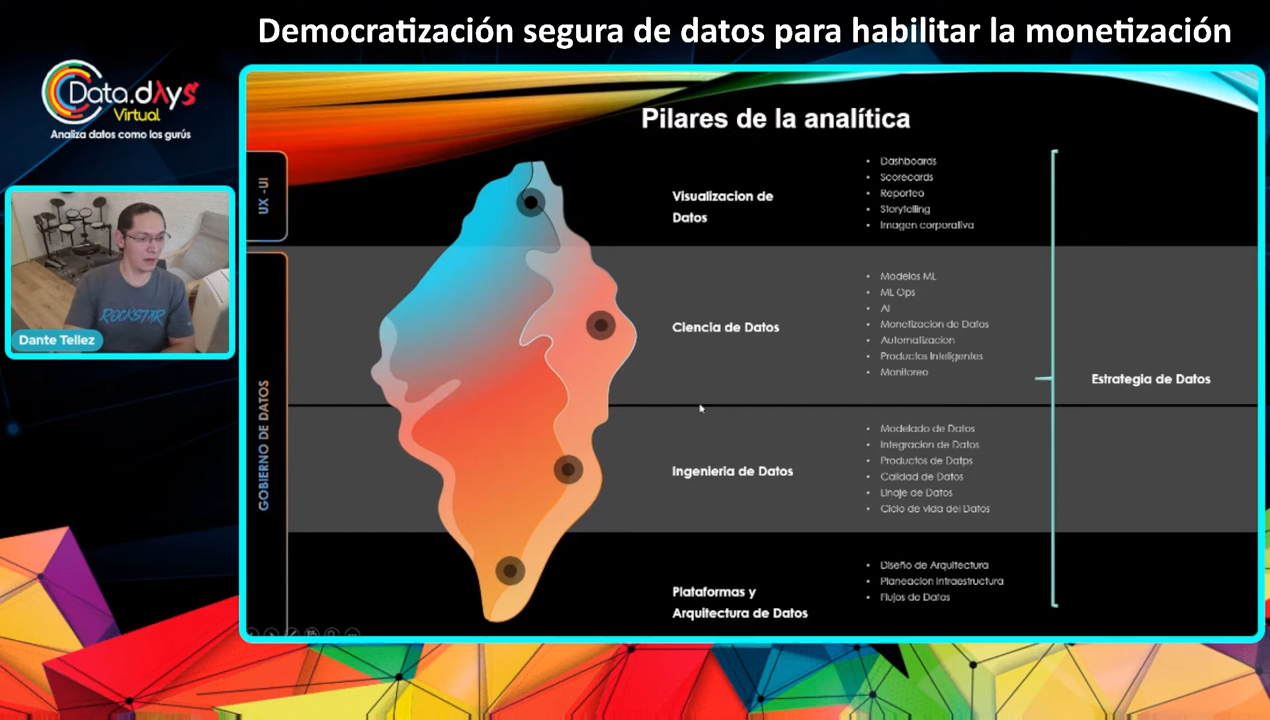 Democratización segura de datos para habilitar la monetización
Data.dAys
Virtual
Analiza datos como los gurús
Pilares de la analítica
UX -UI
Visualizacion de
Datos
• Dashboards
• Scorecards
• Reporteo
• Storytelling
• Imagen corporativa
ROCKSTAR
Dante Tellez
GOBIERNO DE DATOS
Ciencia de Datos
• Modelos ML
• ML Ops
• AI
• Monetizacion de Datos
• Automatizacion
• Productos Inteligentes
• Monitoreo
Estrategia de Datos
Ingenieria de Datos
• Modelado de Datos
• Integracion de Datos
• Productos de Datps
• Calidad de Datos
• Linaje de Datos
• Ciclo de vida del Datos
Plataformas y
Arquitectura de Datos
• Diseño de Arquitectura
• Planeacion Infraestructura
• Flujos de Datos